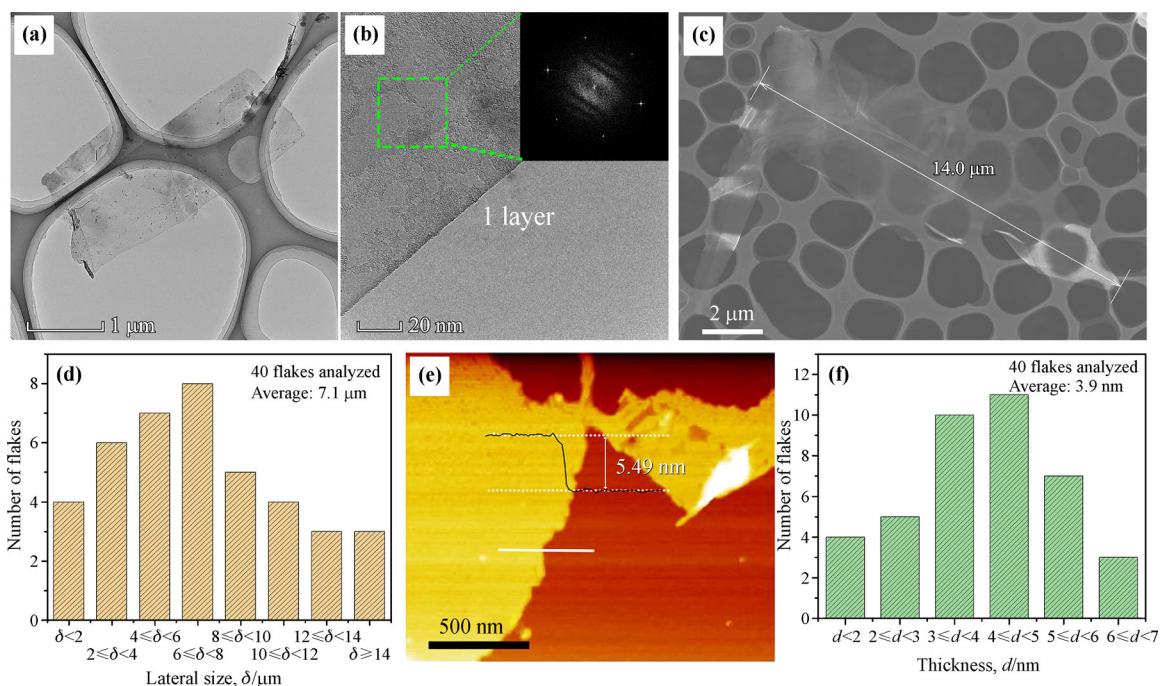 (a)
1 μm
(b)
1 layer
20 nm
(c)
14.0 μm
2 μm
(d)
40 flakes analyzed
Average: 7.1 μm
Number of flakes
8
6
4
2
0
δ<2
2≤δ<4
4≤δ<6
6≤δ<8
8≤δ<10
10≤δ<12
12≤δ<14
δ≥14
Lateral size, δ/μm
(e)
5.49 nm
500 nm
(f)
40 flakes analyzed
Average: 3.9 nm
Number of flakes
12
10
8
6
4
2
0
d<2
2≤d<3
3≤d<4
4≤d<5
5≤d<6
6≤d<7
Thickness, d/nm